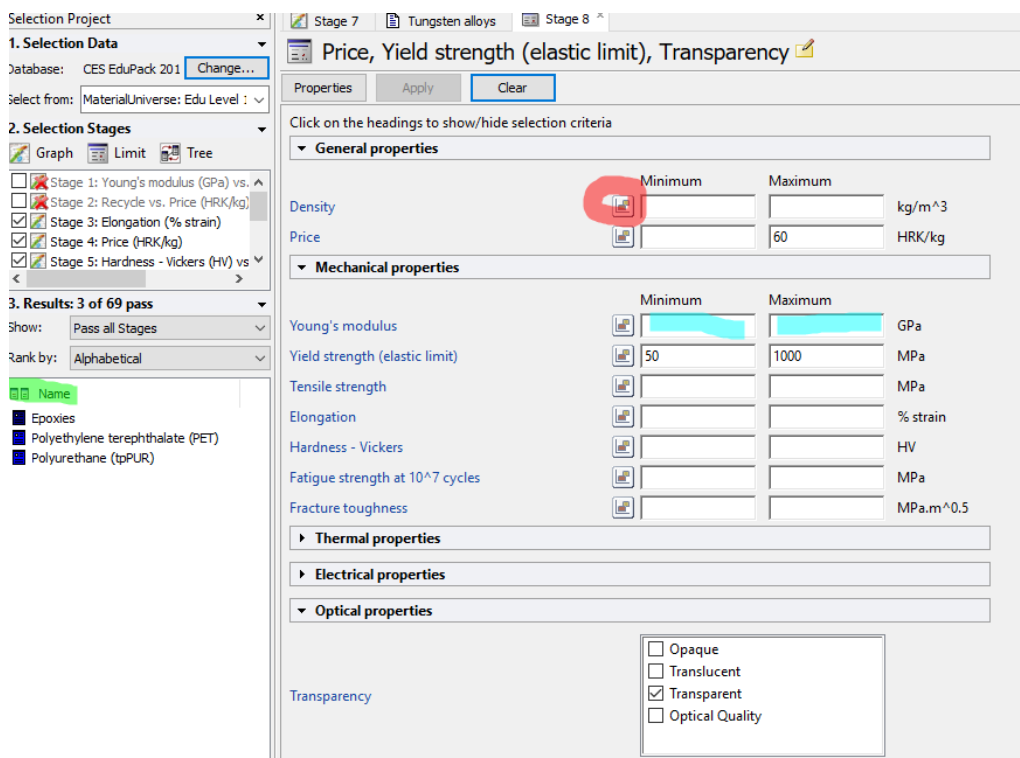 Selection Project ×
1. Selection Data
Database: CES EduPack 201 Change...
Select from: MaterialUniverse: Edu Level 1
2. Selection Stages
Graph Limit Tree
Stage 1: Young's modulus (GPa) vs.
Stage 2: Recycle vs. Price (HRK/kg)
Stage 3: Elongation (% strain)
Stage 4: Price (HRK/kg)
Stage 5: Hardness - Vickers (HV) vs
3. Results: 3 of 69 pass
Show: Pass all Stages
Rank by: Alphabetical
Name
Epoxies
Polyethylene terephthalate (PET)
Polyurethane (tpPUR)
Stage 7 Tungsten alloys Stage 8 ×
Price, Yield strength (elastic limit), Transparency
Properties Apply Clear
Click on the headings to show/hide selection criteria
General properties
Minimum Maximum
Density kg/m^3
Price 60 HRK/kg
Mechanical properties
Minimum Maximum
Young's modulus GPa
Yield strength (elastic limit) 50 1000 MPa
Tensile strength MPa
Elongation % strain
Hardness - Vickers HV
Fatigue strength at 10^7 cycles MPa
Fracture toughness MPa.m^0.5
Thermal properties
Electrical properties
Optical properties
Transparency
Opaque
Translucent
Transparent
Optical Quality